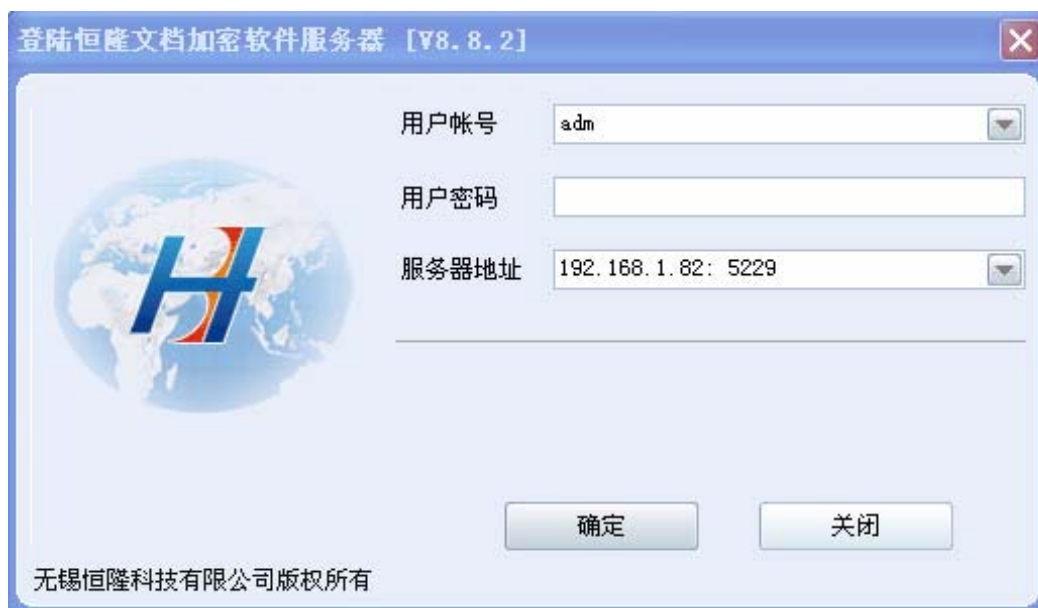 登陆恒隆文档加密软件服务器 [V8.8.2]
用户帐号 adm
用户密码
服务器地址 192.168.1.82: 5229
确定 关闭
无锡恒隆科技有限公司版权所有